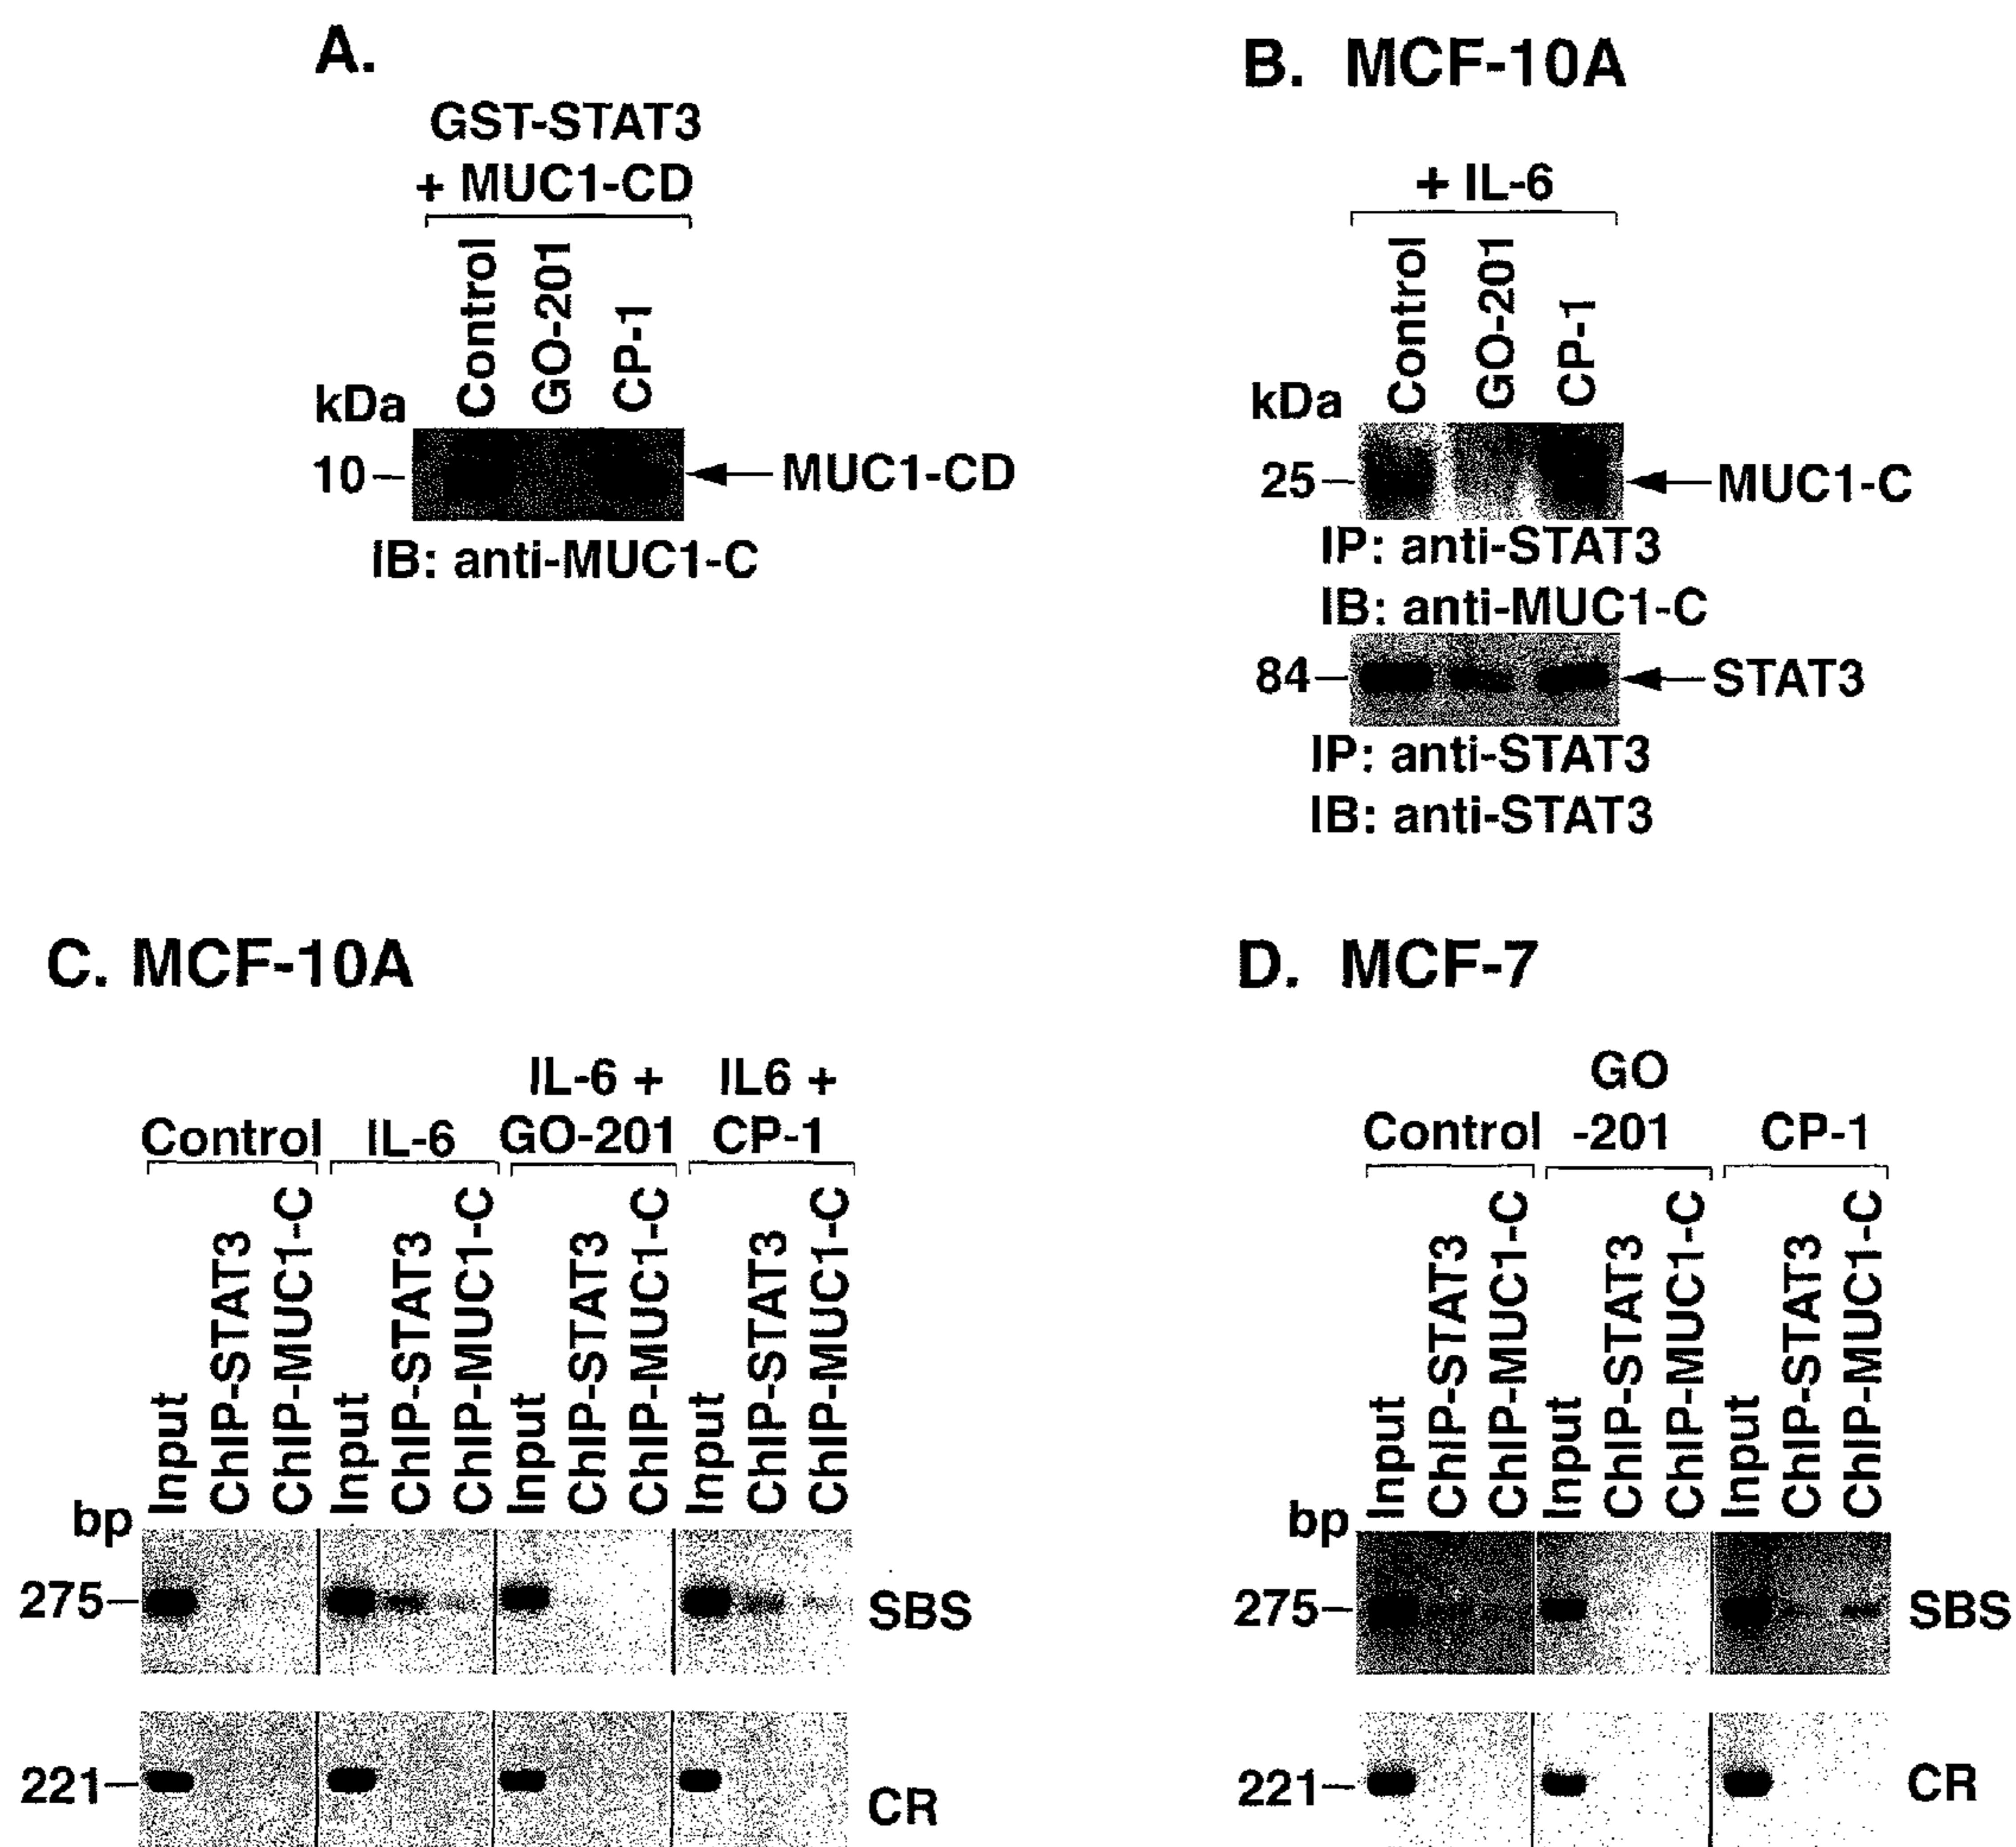 A.
GST-STAT3
+ MUC1-CD
Control
GO-201
CP-1
kDa
10
MUC1-CD
IB: anti-MUC1-C
B. MCF-10A
+ IL-6
Control
GO-201
CP-1
kDa
25
MUC1-C
IP: anti-STAT3
IB: anti-MUC1-C
84
STAT3
IP: anti-STAT3
IB: anti-STAT3
C. MCF-10A
Control
IL-6
IL-6 +
GO-201
IL6 +
CP-1
Input
ChIP-STAT3
ChIP-MUC1-C
Input
ChIP-STAT3
ChIP-MUC1-C
Input
ChIP-STAT3
ChIP-MUC1-C
Input
ChIP-STAT3
ChIP-MUC1-C
bp
275
SBS
221
CR
D. MCF-7
Control
GO
-201
CP-1
Input
ChIP-STAT3
ChIP-MUC1-C
Input
ChIP-STAT3
ChIP-MUC1-C
Input
ChIP-STAT3
ChIP-MUC1-C
bp
275
SBS
221
CR